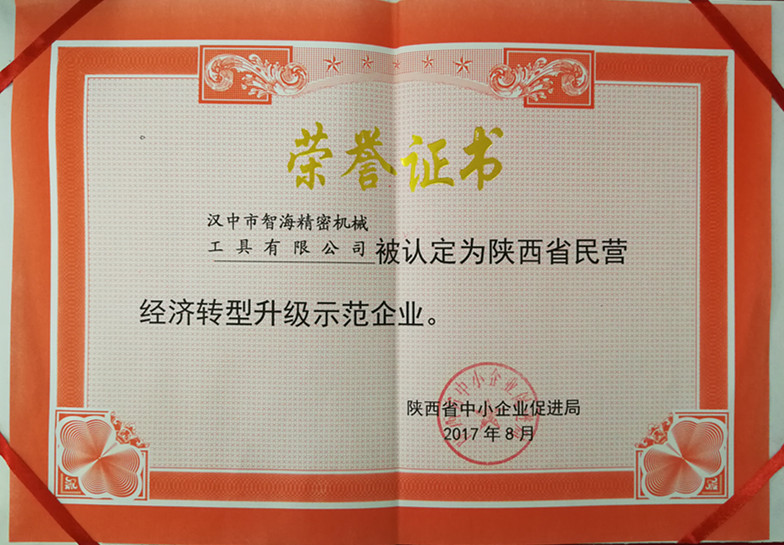 荣誉证书
汉中市智海精密机械
工具有限公司被认定为陕西省民营
经济转型升级示范企业。
陕西省中小企业促进局
2017年8月